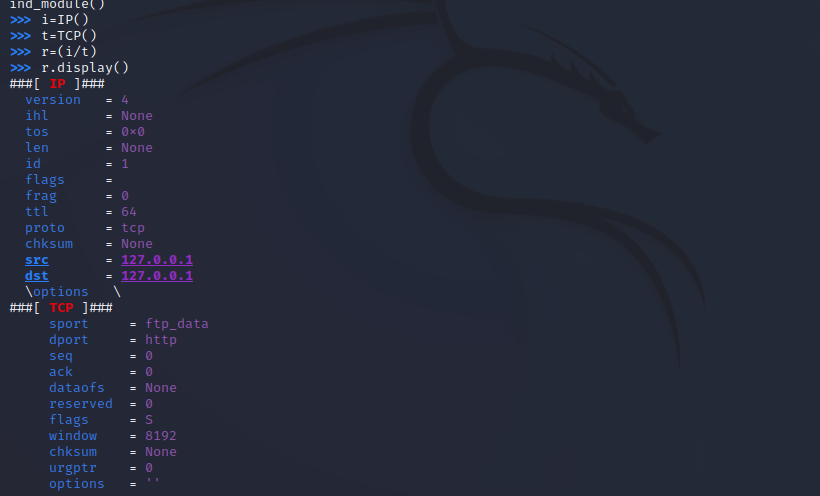 ind_module()
>>> i=IP()
>>> t=TCP()
>>> r=(i/t)
>>> r.display()
###[ IP ]###
  version   = 4
  ihl       = None
  tos       = 0×0
  len       = None
  id        = 1
  flags     =
  frag      = 0
  ttl       = 64
  proto     = tcp
  chksum    = None
  src       = 127.0.0.1
  dst       = 127.0.0.1
  \options   \
###[ TCP ]###
     sport     = ftp_data
     dport     = http
     seq       = 0
     ack       = 0
     dataofs   = None
     reserved  = 0
     flags     = S
     window    = 8192
     chksum    = None
     urgptr    = 0
     options   = ''